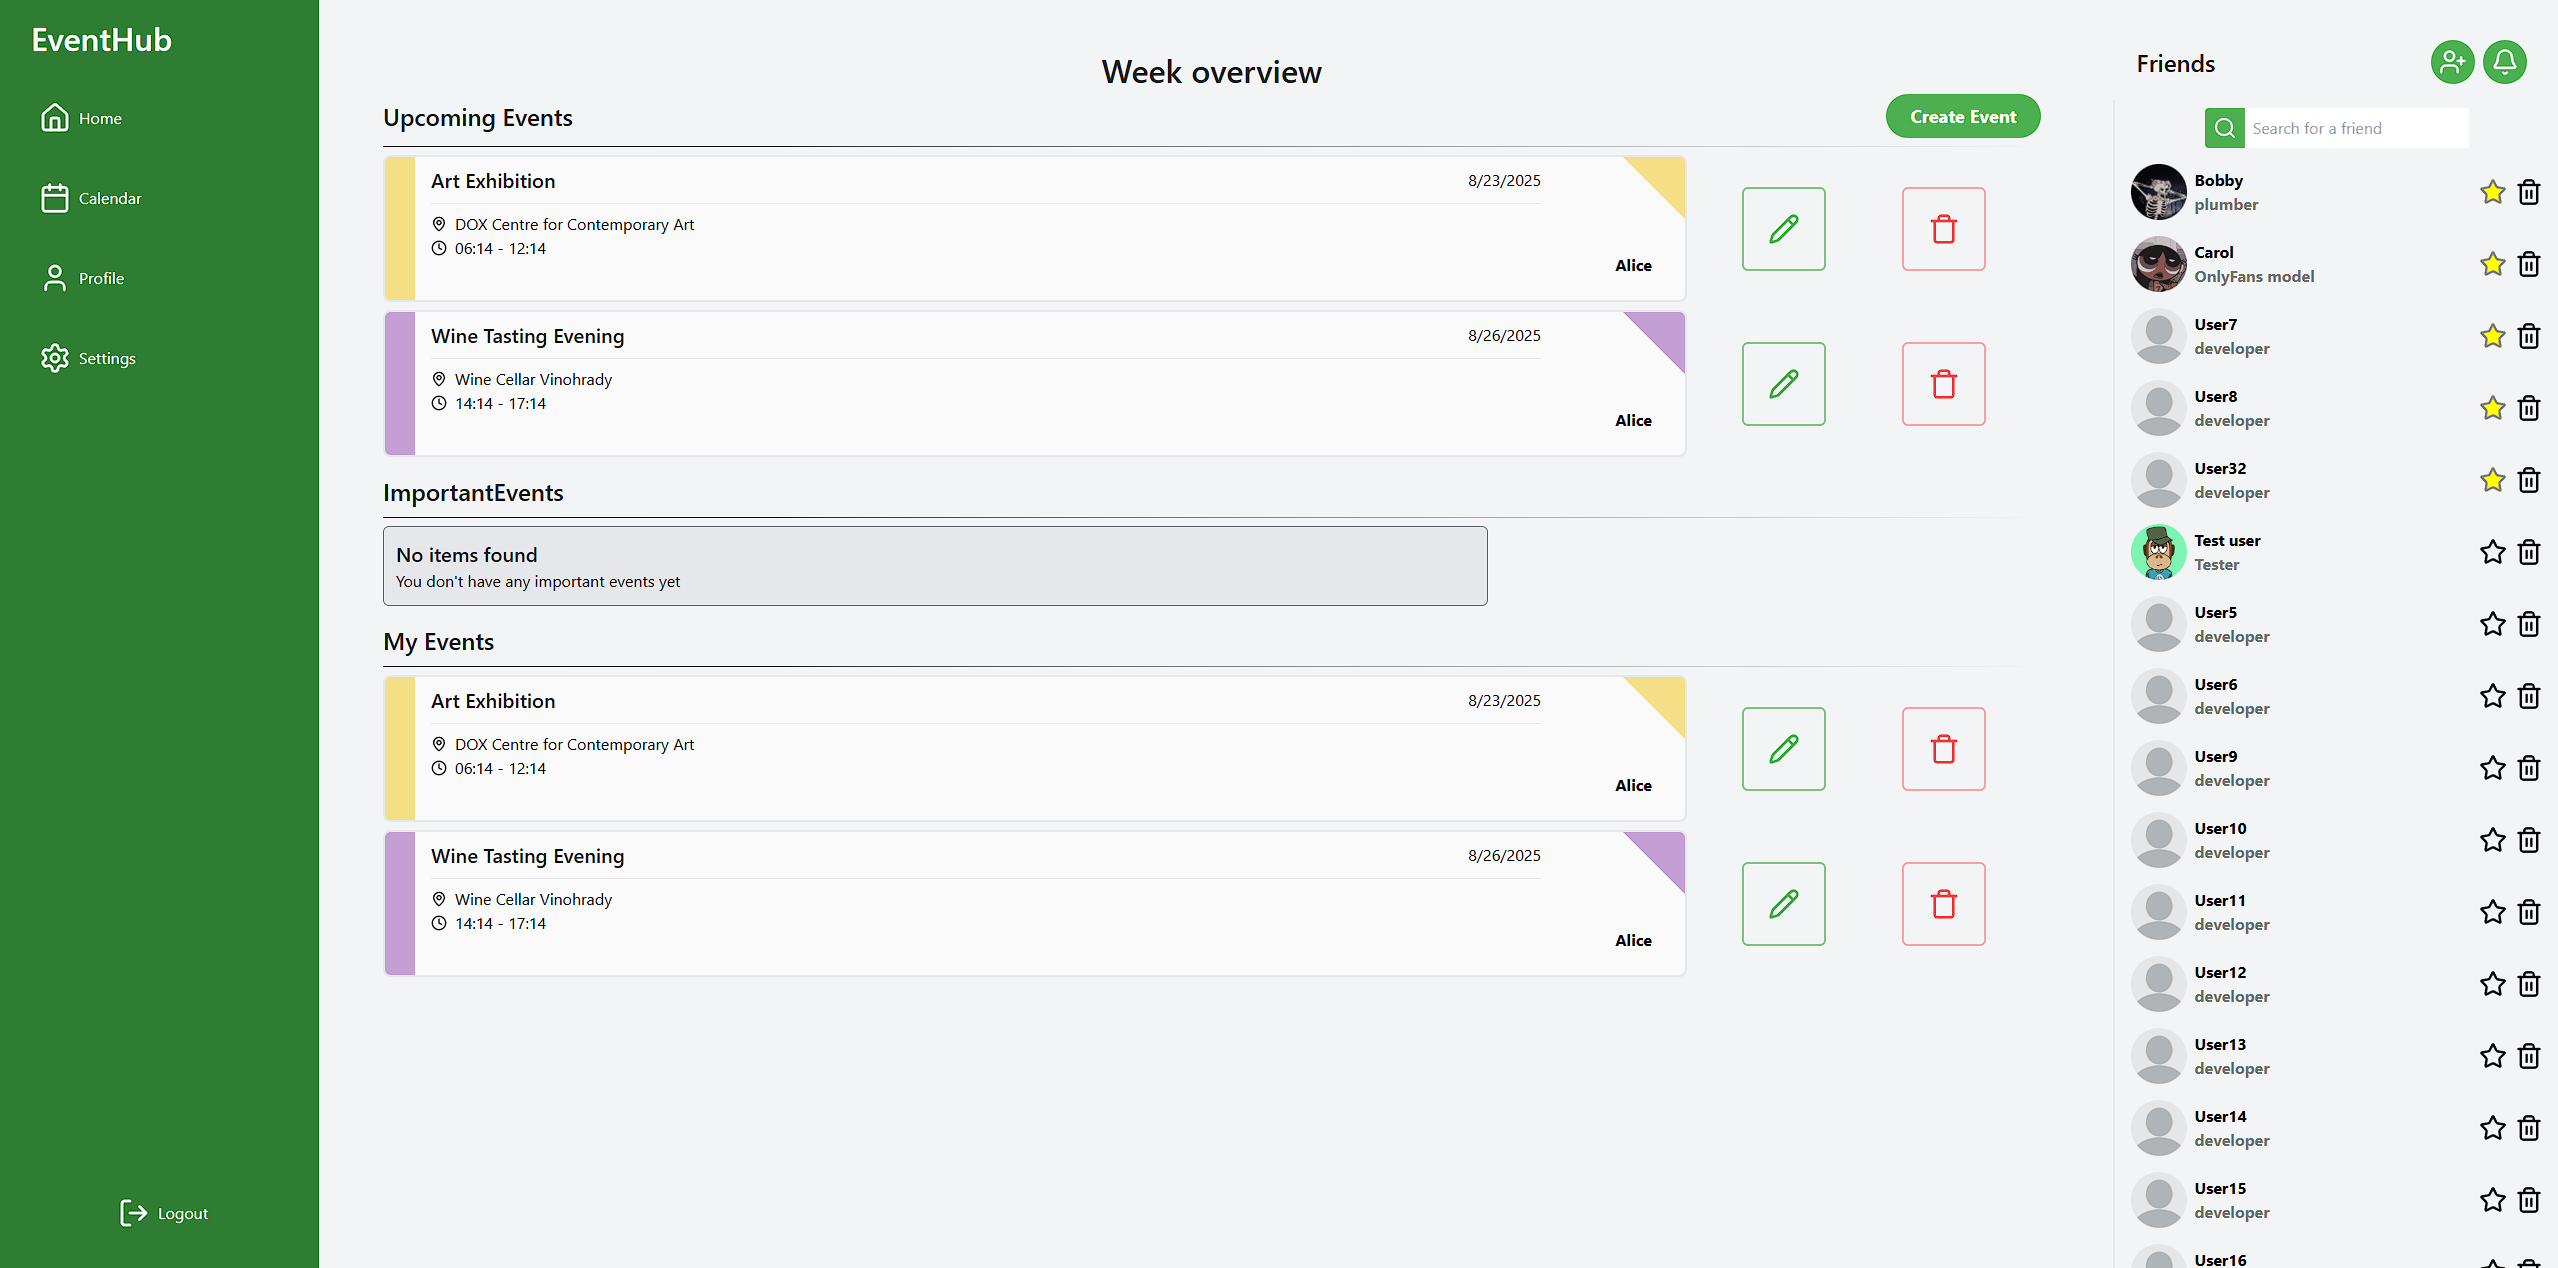 EventHub
Home
Calendar
Profile
Settings
Logout
Week overview
Upcoming Events
Create Event
Art Exhibition
8/23/2025
DOX Centre for Contemporary Art
06:14 - 12:14
Alice
Wine Tasting Evening
8/26/2025
Wine Cellar Vinohrady
14:14 - 17:14
Alice
ImportantEvents
No items found
You don't have any important events yet
My Events
Art Exhibition
8/23/2025
DOX Centre for Contemporary Art
06:14 - 12:14
Alice
Wine Tasting Evening
8/26/2025
Wine Cellar Vinohrady
14:14 - 17:14
Alice
Friends
Search for a friend
Bobby
plumber
Carol
OnlyFans model
User7
developer
User8
developer
User32
developer
Test user
Tester
User5
developer
User6
developer
User9
developer
User10
developer
User11
developer
User12
developer
User13
developer
User14
developer
User15
developer
User16